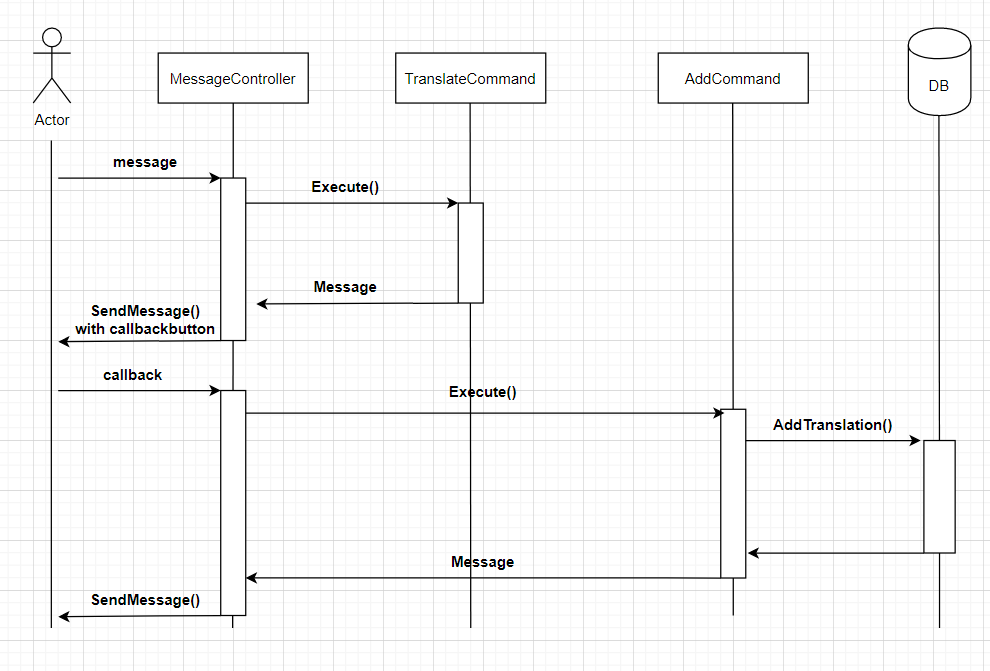 MessageController
TranslateCommand
AddCommand
DB
Actor
message
Execute()
Message
SendMessage()
with callbackbutton
callback
Execute()
AddTranslation()
Message
SendMessage()